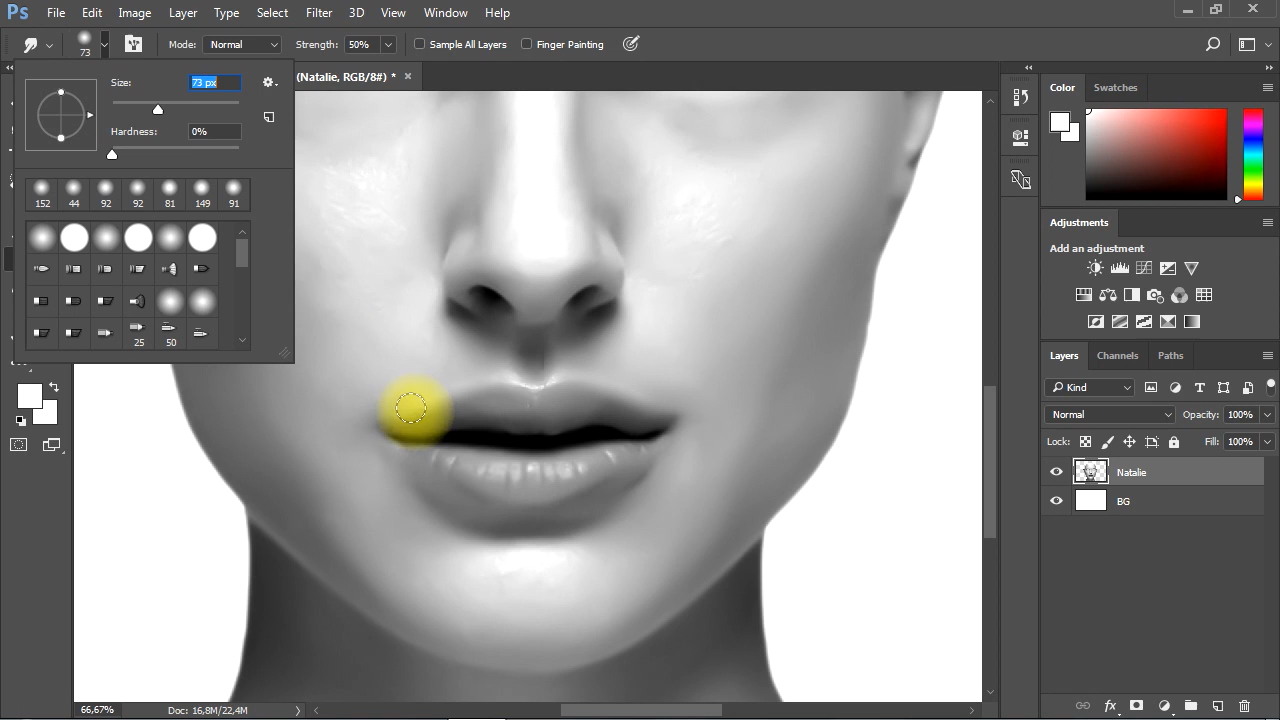 Ps File Edit Image Layer Type Select Filter 3D View Window Help
73 Mode: Normal Strength: 50% Sample All Layers Finger Painting
(Natalie, RGB/8#) * ×
Size: 73 px
Hardness: 0%
152 44 92 92 81 149 91
25 50
Color Swatches
Adjustments
Add an adjustment
Layers Channels Paths
Kind
Normal Opacity: 100%
Lock: Fill: 100%
Natalie
BG
fx
66,67% Doc: 16,8M/22,4M